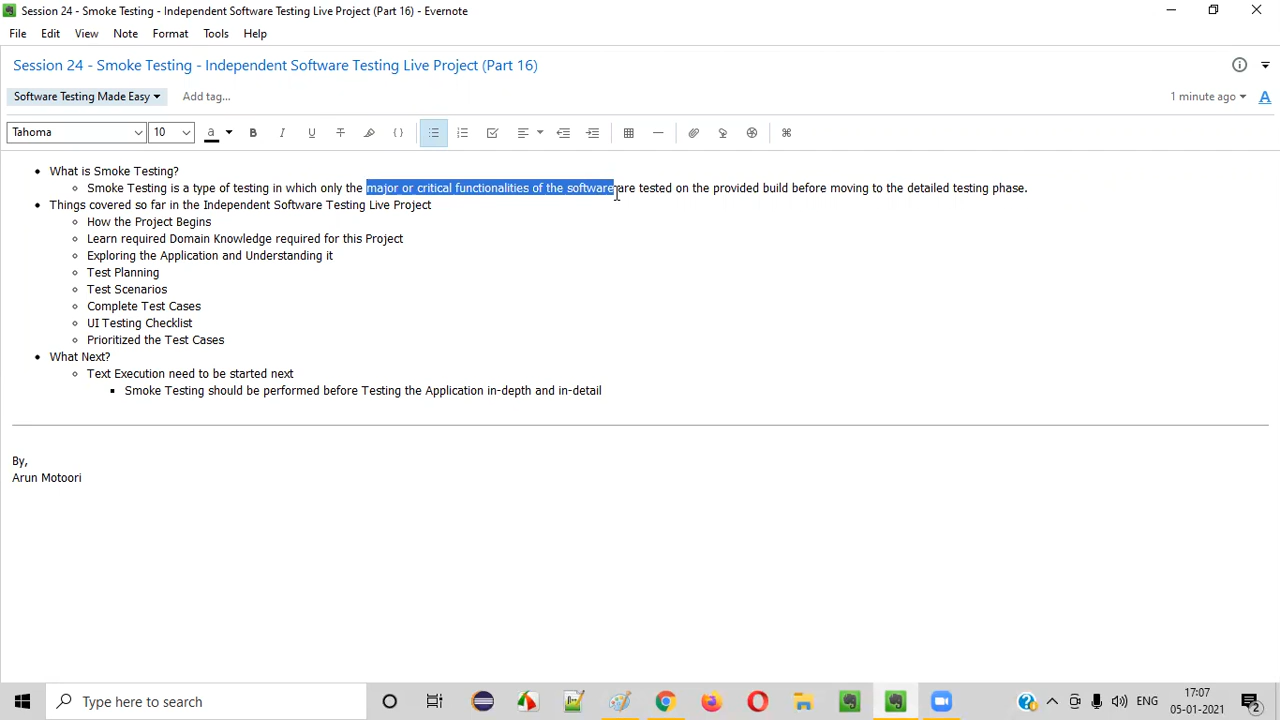 Session 24 - Smoke Testing - Independent Software Testing Live Project (Part 16) - Evernote
File Edit View Note Format Tools Help
Session 24 - Smoke Testing - Independent Software Testing Live Project (Part 16)
Software Testing Made Easy Add tag... 1 minute ago
Tahoma 10
What is Smoke Testing?
Smoke Testing is a type of testing in which only the major or critical functionalities of the software are tested on the provided build before moving to the detailed testing phase.
Things covered so far in the Independent Software Testing Live Project
How the Project Begins
Learn required Domain Knowledge required for this Project
Exploring the Application and Understanding it
Test Planning
Test Scenarios
Complete Test Cases
UI Testing Checklist
Prioritized the Test Cases
What Next?
Text Execution need to be started next
Smoke Testing should be performed before Testing the Application in-depth and in-detail
By,
Arun Motoori
Type here to search ENG 17:07
05-01-2021 2